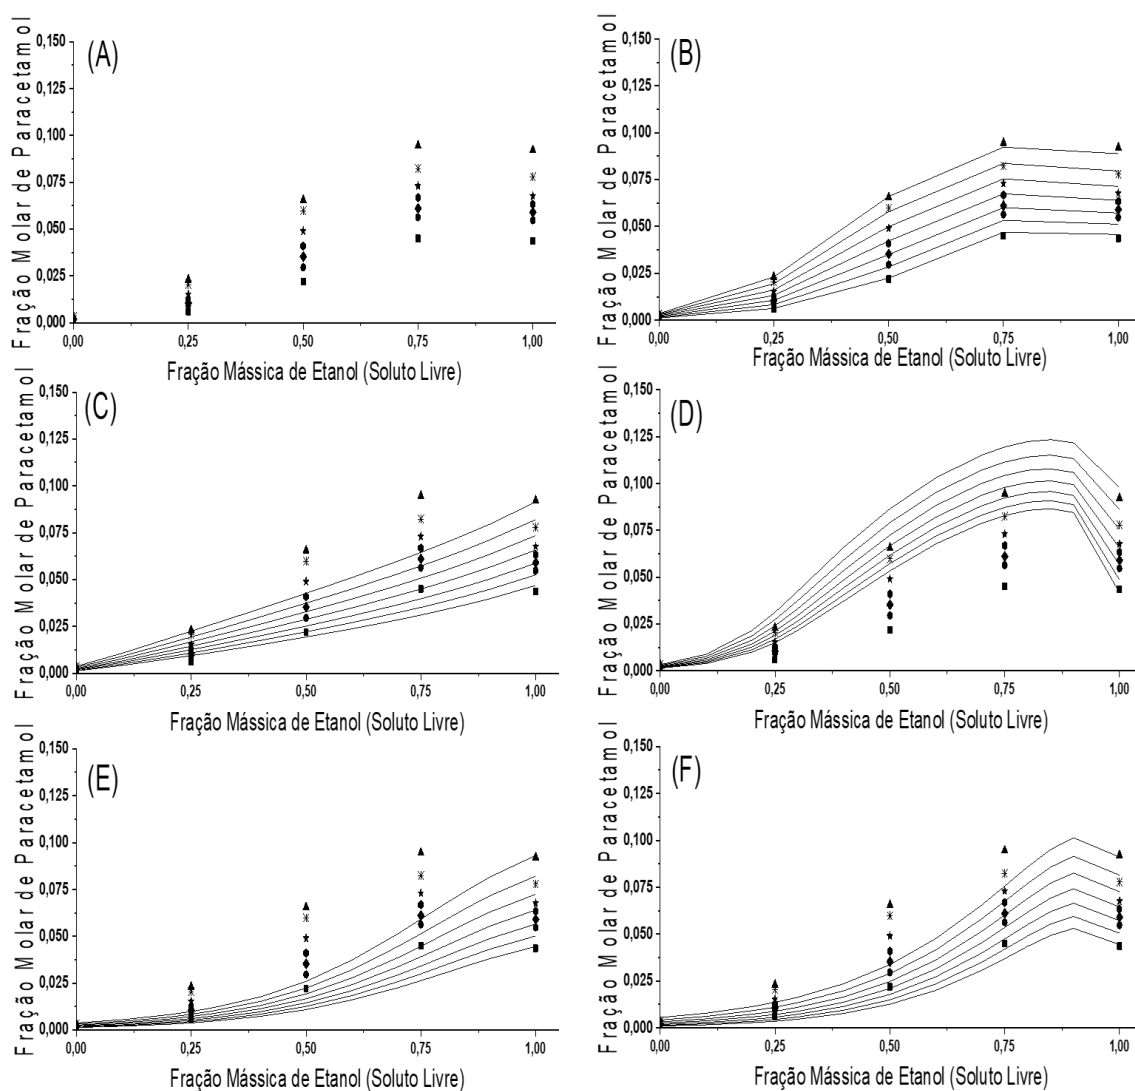 (A)
Fração Molar de Paracetamol
0,150
0,125
0,100
0,075
0,050
0,025
0,000
0,00 0,25 0,50 0,75 1,00
Fração Mássica de Etanol (Soluto Livre)
(B)
Fração Molar de Paracetamol
0,150
0,125
0,100
0,075
0,050
0,025
0,000
0,00 0,25 0,50 0,75 1,00
Fração Mássica de Etanol (Soluto Livre)
(C)
Fração Molar de Paracetamol
0,150
0,125
0,100
0,075
0,050
0,025
0,000
0,00 0,25 0,50 0,75 1,00
Fração Mássica de Etanol (Soluto Livre)
(D)
Fração Molar de Paracetamol
0,150
0,125
0,100
0,075
0,050
0,025
0,000
0,00 0,25 0,50 0,75 1,00
Fração Mássica de Etanol (Soluto Livre)
(E)
Fração Molar de Paracetamol
0,150
0,125
0,100
0,075
0,050
0,025
0,000
0,00 0,25 0,50 0,75 1,00
Fração Mássica de Etanol (Soluto Livre)
(F)
Fração Molar de Paracetamol
0,150
0,125
0,100
0,075
0,050
0,025
0,000
0,00 0,25 0,50 0,75 1,00
Fração Mássica de Etanol (Soluto Livre)